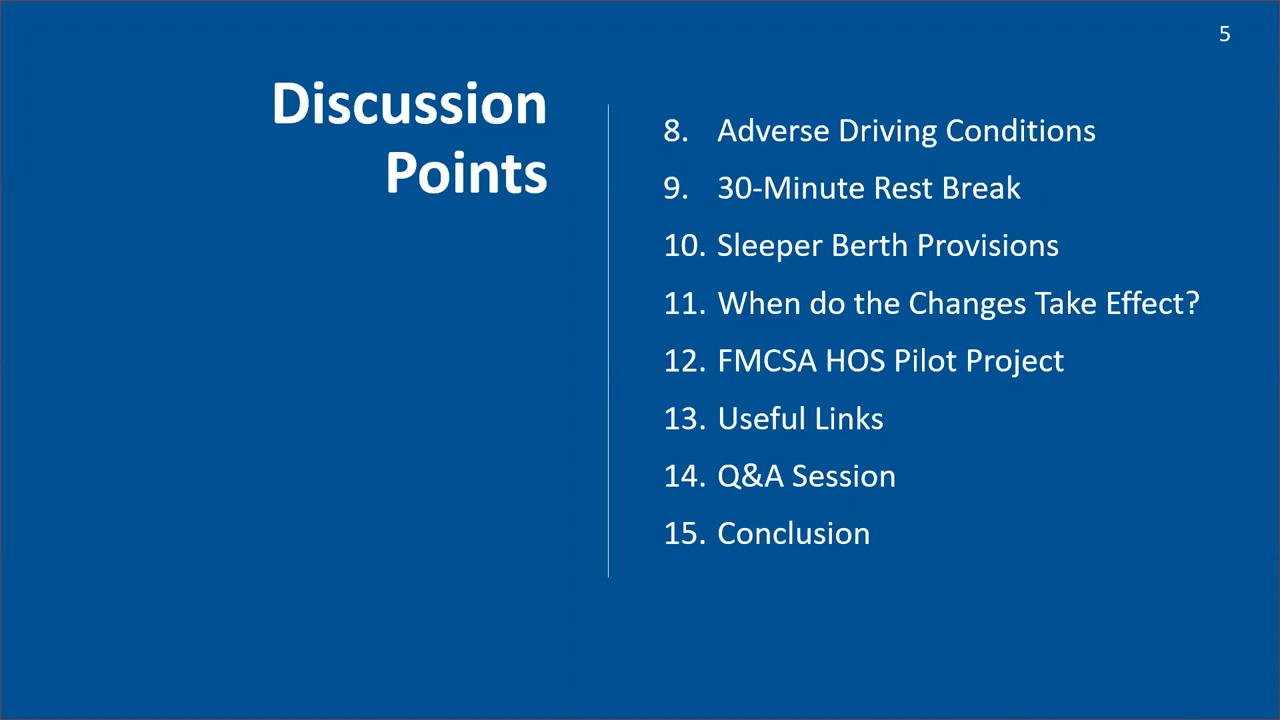 5
Discussion
Points
8. Adverse Driving Conditions
9. 30-Minute Rest Break
10. Sleeper Berth Provisions
11. When do the Changes Take Effect?
12. FMCSA HOS Pilot Project
13. Useful Links
14. Q&A Session
15. Conclusion